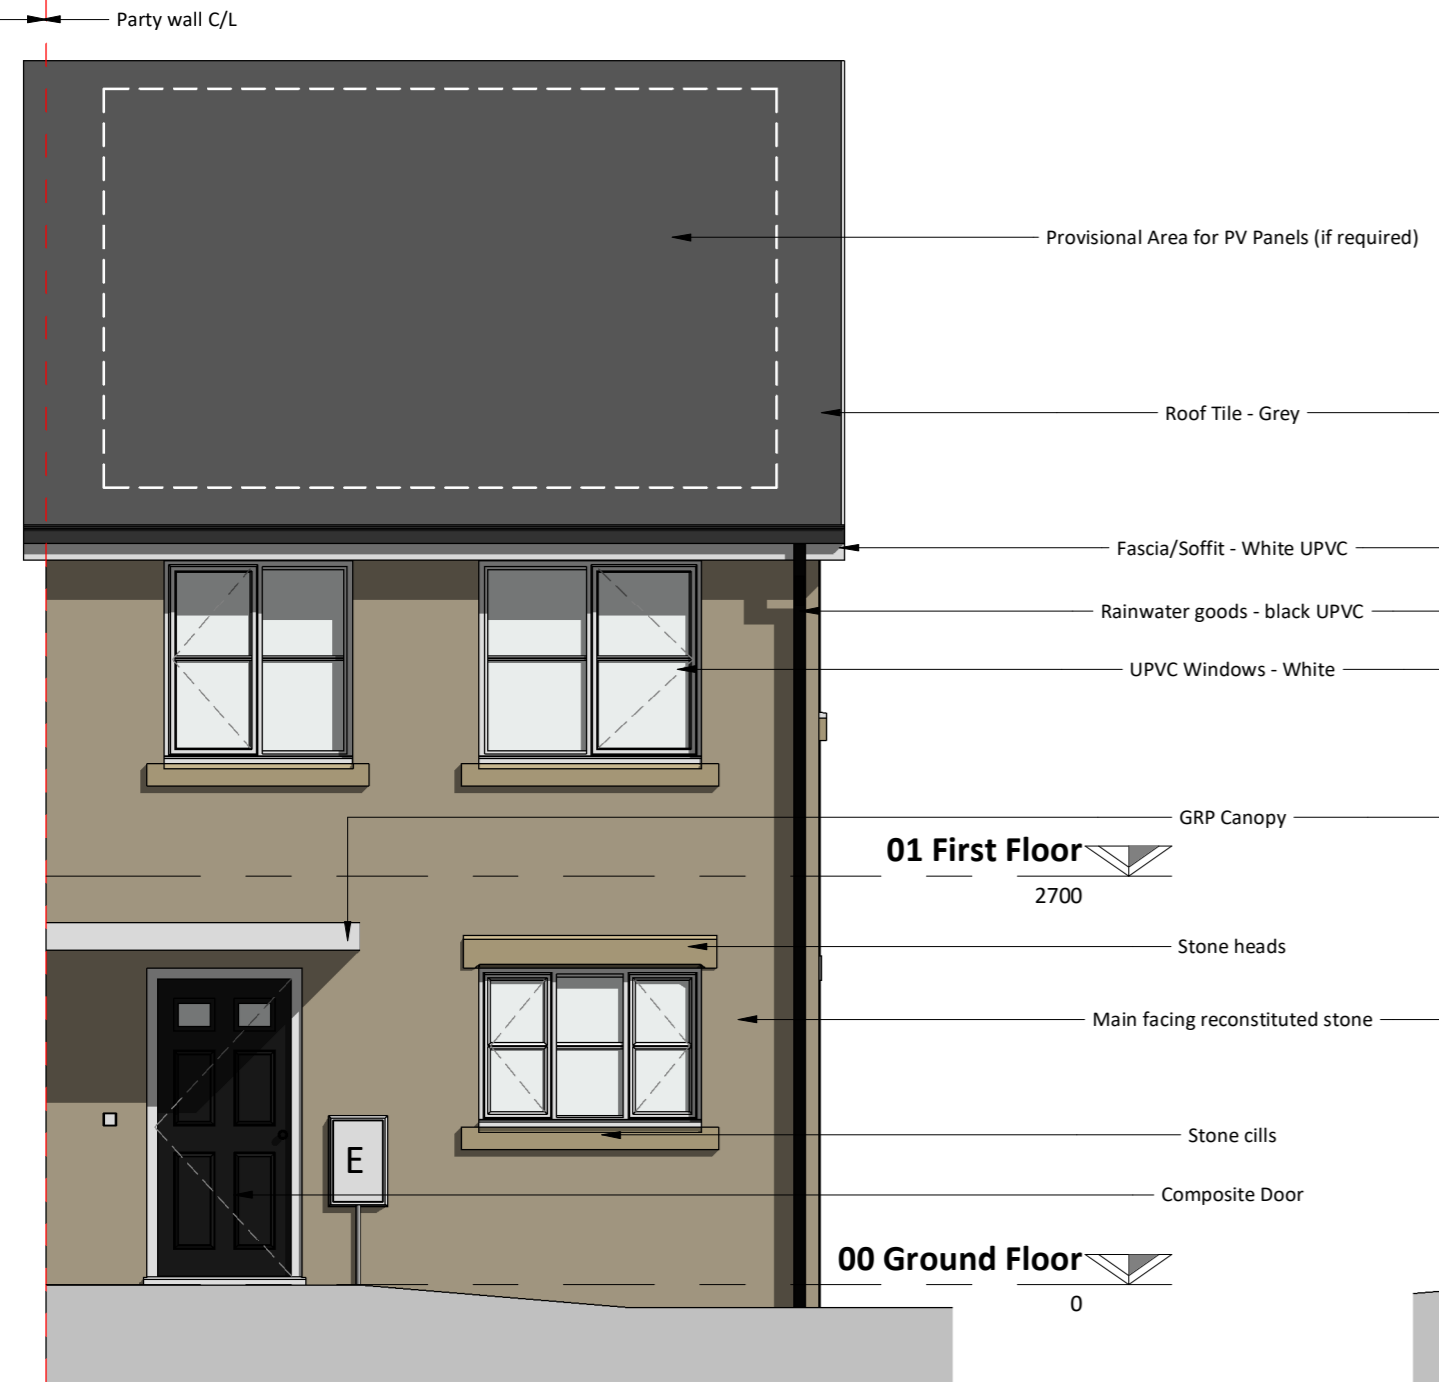 Party wall C/L
Provisional Area for PV Panels (if required)
Roof Tile - Grey
Fascia/Soffit - White UPVC
Rainwater goods - black UPVC
UPVC Windows - White
GRP Canopy
01 First Floor
2700
Stone heads
Main facing reconstituted stone
Stone cills
E
Composite Door
00 Ground Floor
0